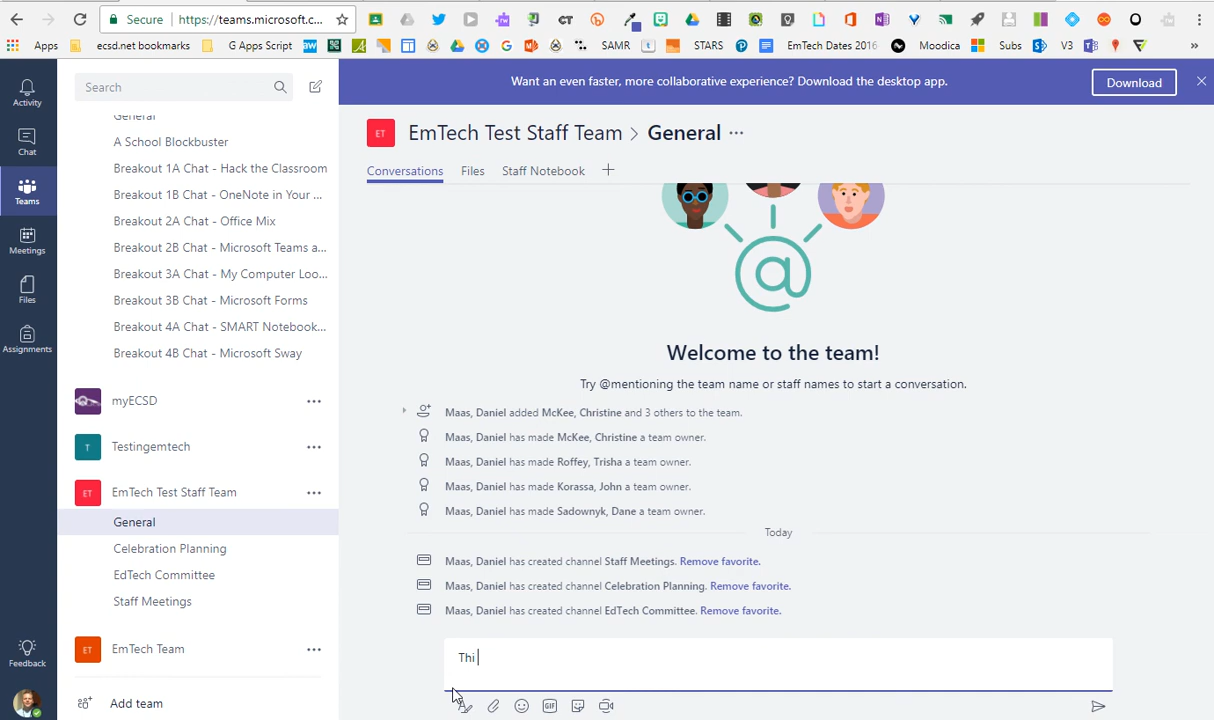 Secure
https://teams.microsoft.c...
Apps
ecsd.net bookmarks
G Apps Script
SAMR
STARS
EmTech Dates 2016
Moodica
Subs
V3
»
Activity
Chat
Teams
Meetings
Files
Assignments
Feedback
Search
General
A School Blockbuster
Breakout 1A Chat - Hack the Classroom
Breakout 1B Chat - OneNote in Your ...
Breakout 2A Chat - Office Mix
Breakout 2B Chat - Microsoft Teams a...
Breakout 3A Chat - My Computer Loo...
Breakout 3B Chat - Microsoft Forms
Breakout 4A Chat - SMART Notebook...
Breakout 4B Chat - Microsoft Sway
myECSD
T Testingemtech
ET EmTech Test Staff Team
General
Celebration Planning
EdTech Committee
Staff Meetings
ET EmTech Team
Add team
Want an even faster, more collaborative experience? Download the desktop app.
Download
ET EmTech Test Staff Team > General
Conversations Files Staff Notebook
@
Welcome to the team!
Try @mentioning the team name or staff names to start a conversation.
Maas, Daniel added McKee, Christine and 3 others to the team.
Maas, Daniel has made McKee, Christine a team owner.
Maas, Daniel has made Roffey, Trisha a team owner.
Maas, Daniel has made Korassa, John a team owner.
Maas, Daniel has made Sadownyk, Dane a team owner.
Today
Maas, Daniel has created channel Staff Meetings. Remove favorite.
Maas, Daniel has created channel Celebration Planning. Remove favorite.
Maas, Daniel has created channel EdTech Committee. Remove favorite.
Thi
GIF